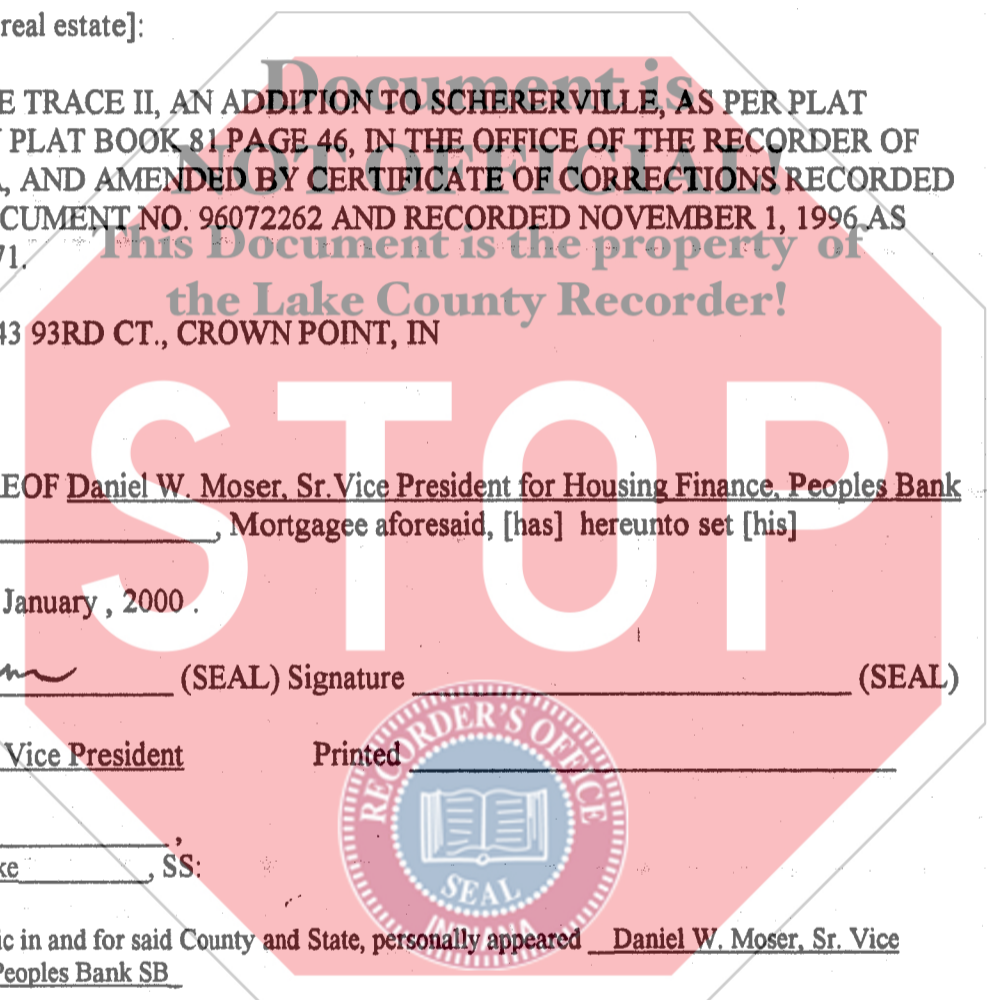 real estate]:
Document is
E TRACE II, AN ADDITION TO SCHERERVILLE, AS PER PLAT
PLAT BOOK 81 PAGE 46, IN THE OFFICE OF THE RECORDER OF
NOT OFFICIAL!
, AND AMENDED BY CERTIFICATE OF CORRECTIONS RECORDED
CUMENT NO. 96072262 AND RECORDED NOVEMBER 1, 1996 AS
This Document is the property of
71.
the Lake County Recorder!
43 93RD CT., CROWN POINT, IN
STOP
EOF Daniel W. Moser, Sr.Vice President for Housing Finance, Peoples Bank
, Mortgagee aforesaid, [has] hereunto set [his]
January , 2000 .
(SEAL) Signature (SEAL)
Vice President Printed
RECORDER'S OFFICE
SEAL
INDIANA
,
ke , SS:
ic in and for said County and State, personally appeared Daniel W. Moser, Sr. Vice
Peoples Bank SB